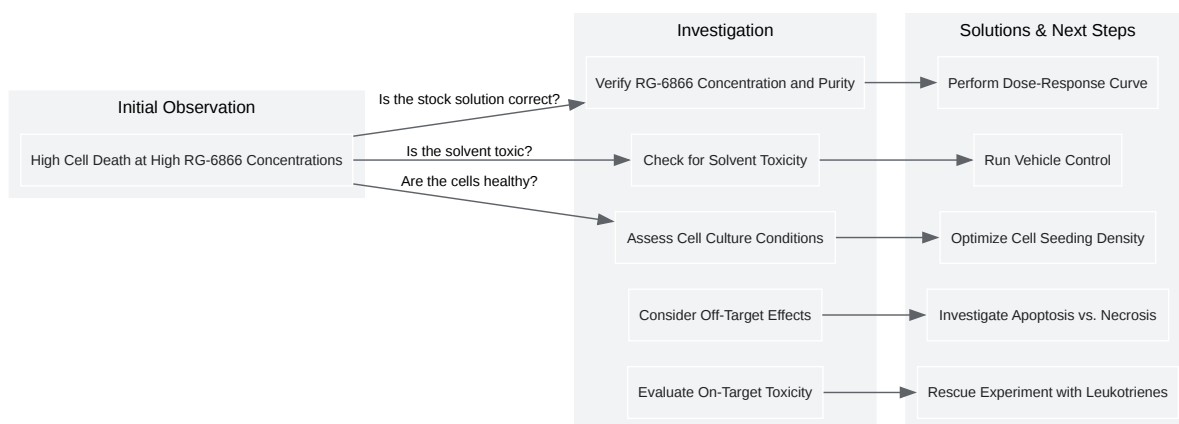 Initial Observation
High Cell Death at High RG-6866 Concentrations
Is the stock solution correct?
Is the solvent toxic?
Are the cells healthy?
Investigation
Verify RG-6866 Concentration and Purity
Check for Solvent Toxicity
Assess Cell Culture Conditions
Consider Off-Target Effects
Evaluate On-Target Toxicity
Solutions & Next Steps
Perform Dose-Response Curve
Run Vehicle Control
Optimize Cell Seeding Density
Investigate Apoptosis vs. Necrosis
Rescue Experiment with Leukotrienes